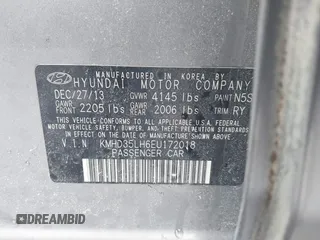 MANUFACTURED IN KOREA BY
HYUNDAI MOTOR COMPANY
DEC/27/13 GVWR 4145 lbs PAINT N5S
GAWR FRONT 2205 lbs GAWR REAR 2006 lbs TRIM RY
THIS VEHICLE CONFORMS TO ALL APPLICABLE U.S.A. FEDERAL
MOTOR VEHICLE SAFETY, BUMPER, AND THEFT PREVENTION
STANDARDS IN EFFECT ON THE DATE OF MANUFACTURE SHOWN ABOVE.
V.I.N KMHD35LH6EU172018
PASSENGER CAR
©DREAMBID.COM